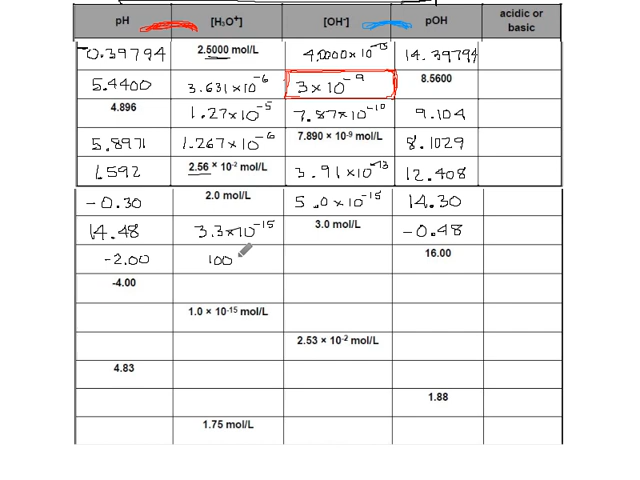 pH [H₃O⁺] [OH⁻] pOH acidic or basic
-0.39794 2.5000 mol/L 4.0000 x 10⁻¹⁵ 14.39794
5.4400 3.631 x 10⁻⁶ 3 x 10⁻⁹ 8.5600
4.896 1.27 x 10⁻⁵ 7.87 x 10⁻¹⁰ 9.104
5.8971 1.267 x 10⁻⁶ 7.890 × 10⁻⁹ mol/L 8.1029
1.592 2.56 × 10⁻² mol/L 3.91 x 10⁻¹³ 12.408
-0.30 2.0 mol/L 5.0 x 10⁻¹⁵ 14.30
14.48 3.3 x 10⁻¹⁵ 3.0 mol/L -0.48
-2.00 100 16.00
-4.00
1.0 × 10⁻¹⁵ mol/L
2.53 × 10⁻² mol/L
4.83
1.88
1.75 mol/L